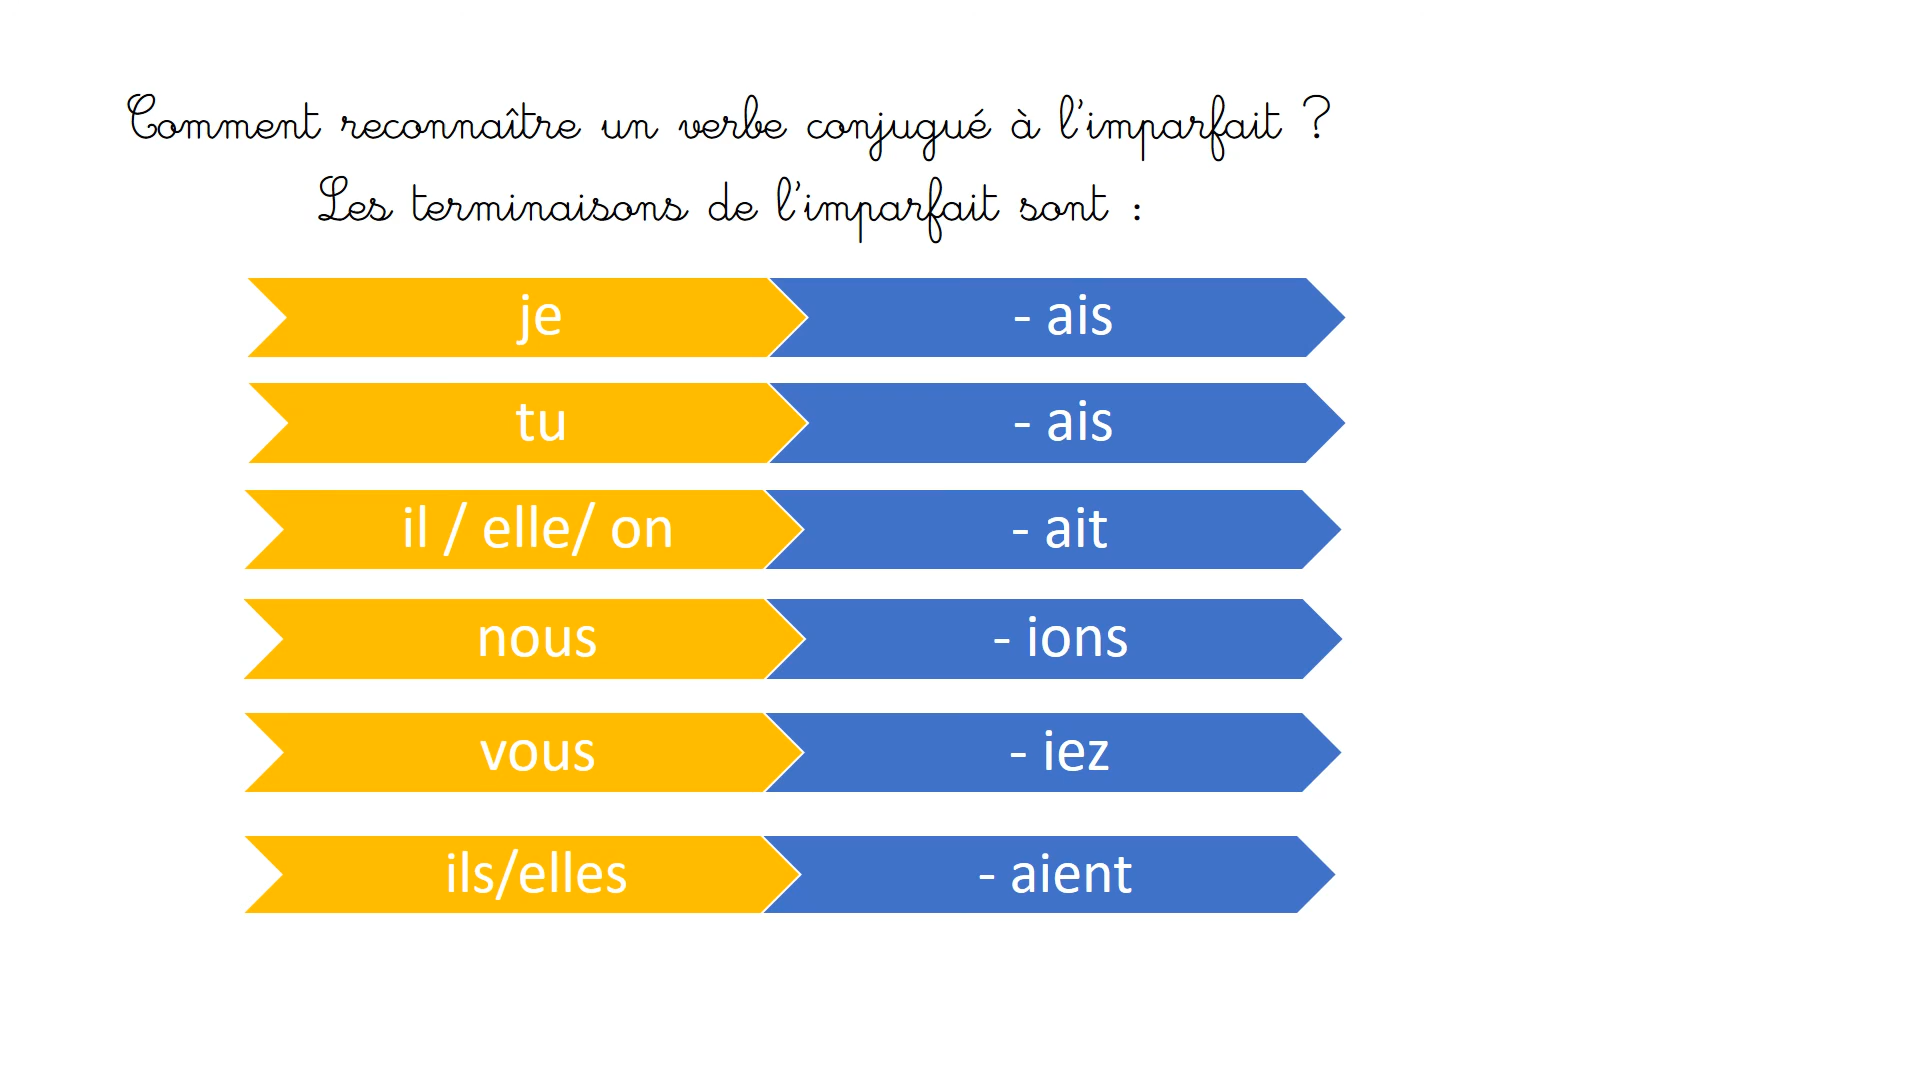 Comment reconnaître un verbe conjugué à l'imparfait ?
Les terminaisons de l'imparfait sont :
je - ais
tu - ais
il / elle/ on - ait
nous - ions
vous - iez
ils/elles - aient